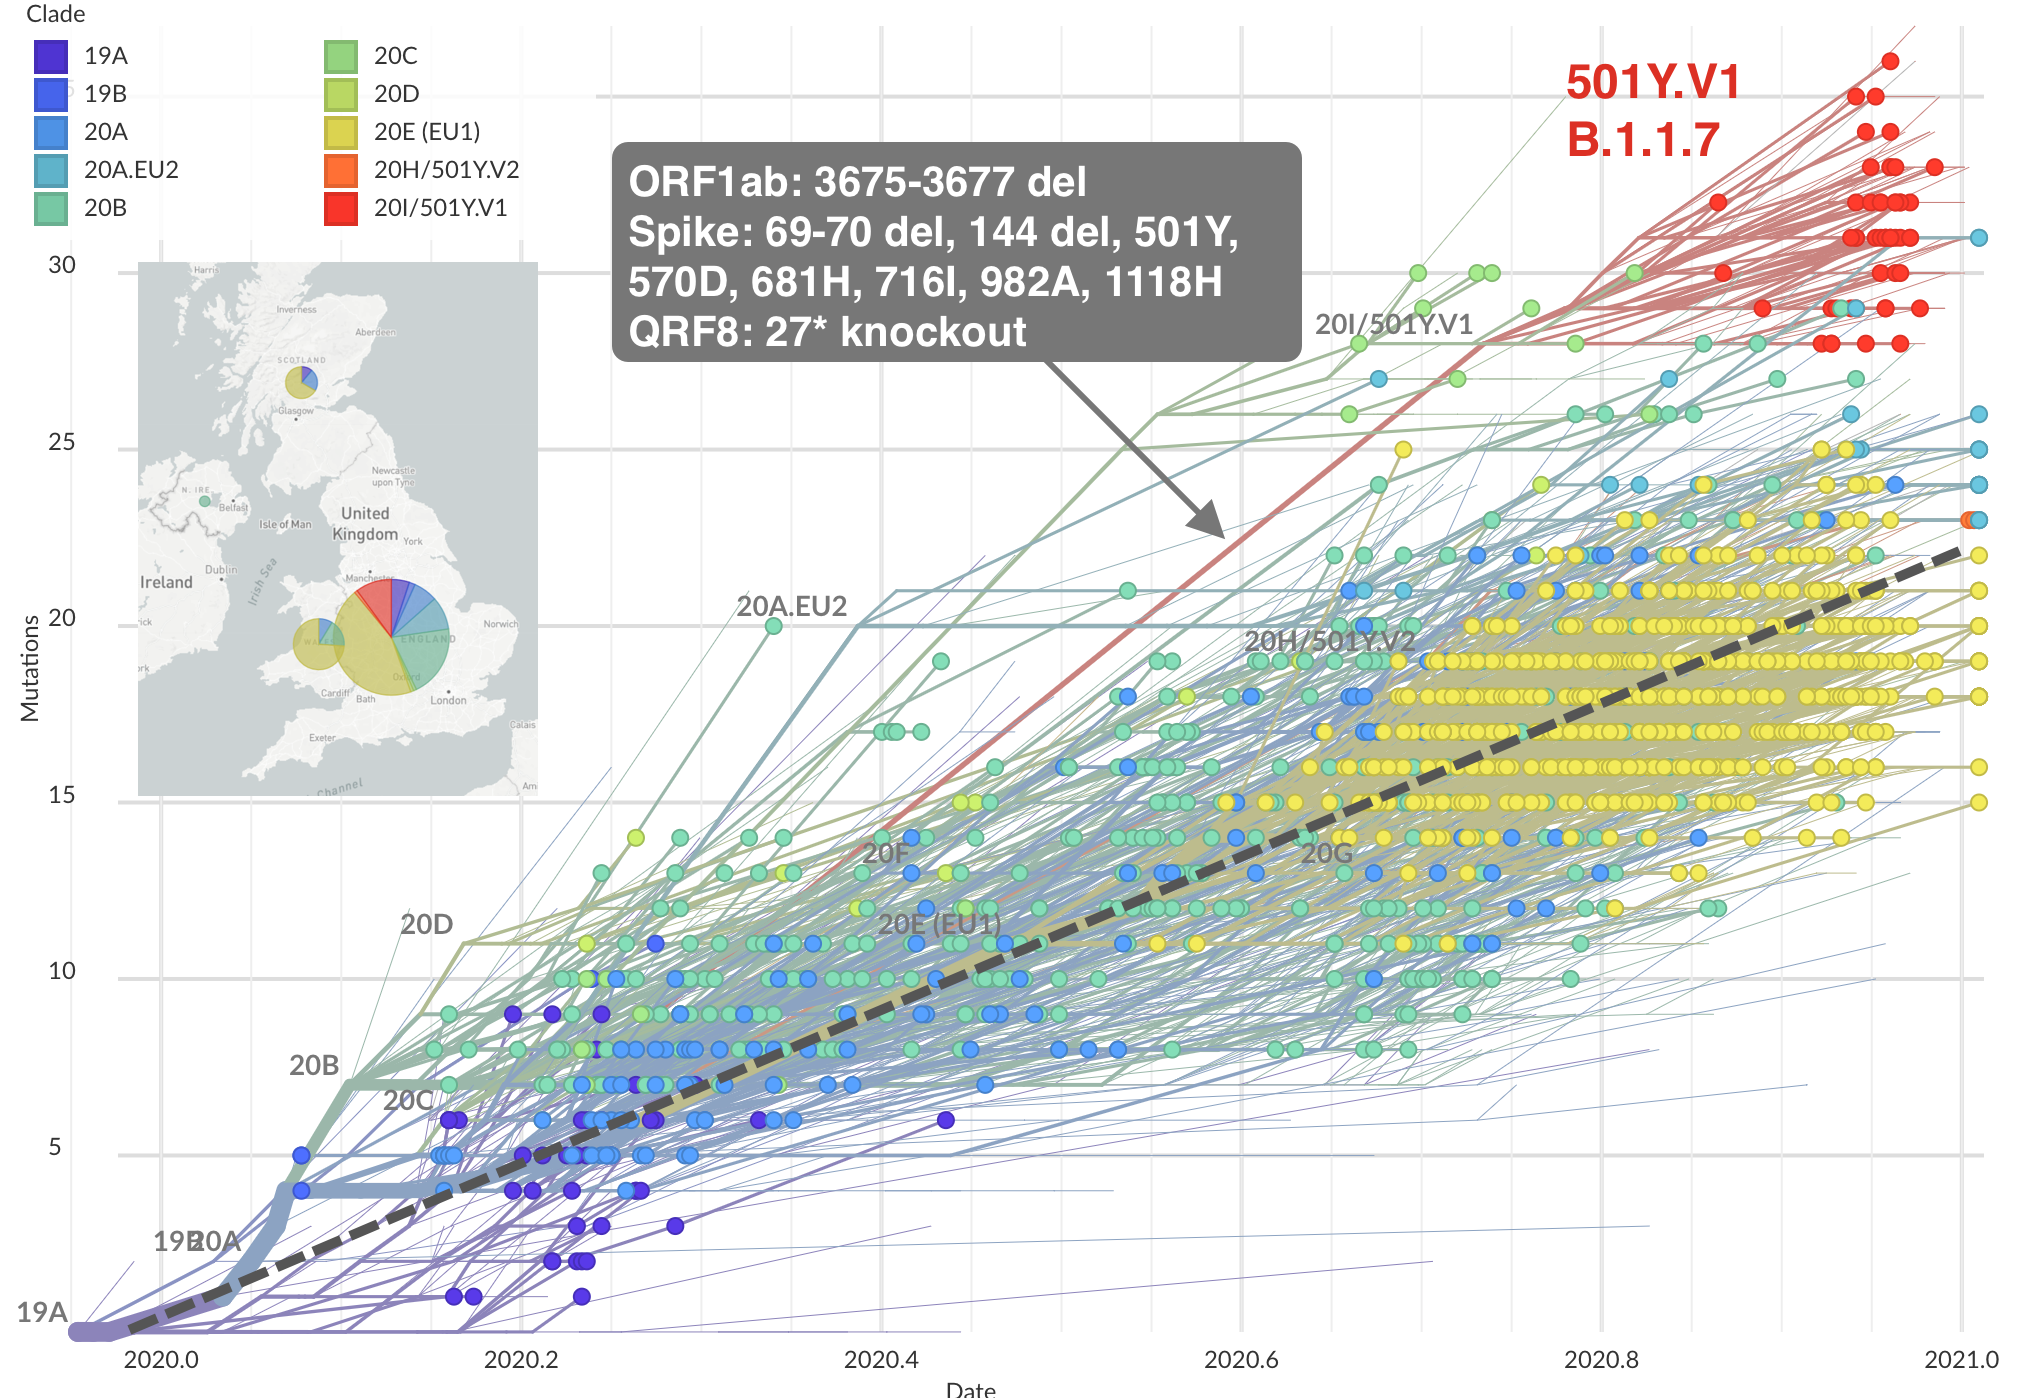 Clade
19A
19B
20A
20A.EU2
20B
20C
20D
20E (EU1)
20H/501Y.V2
20I/501Y.V1
501Y.V1
B.1.1.7
ORF1ab: 3675-3677 del
Spike: 69-70 del, 144 del, 501Y,
570D, 681H, 716I, 982A, 1118H
QRF8: 27* knockout
20I/501Y.V1
20A.EU2
20H/501Y.V2
20F
20G
20E (EU1)
20D
20B
20C
19B
20A
19A
Harris
Inverness
Aberdeen
SCOTLAND
Glasgow
Newcastle
upon Tyne
N. IRE.
Belfast
Isle of Man
United
Kingdom
York
Dublin
Ireland
Irish Sea
Manchester
Norwich
WALES
ENGLAND
Oxford
Cardiff
Bath
London
Calais
Exeter
Channel
30
25
20
15
10
5
Mutations
2020.0
2020.2
2020.4
2020.6
2020.8
2021.0
Date